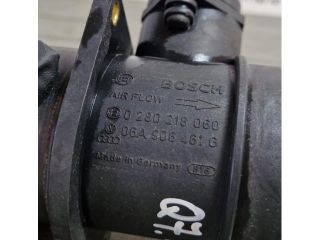 BOSCH
AIR FLOW
0 280 218 060
06A 906 461 G
Made in Germany